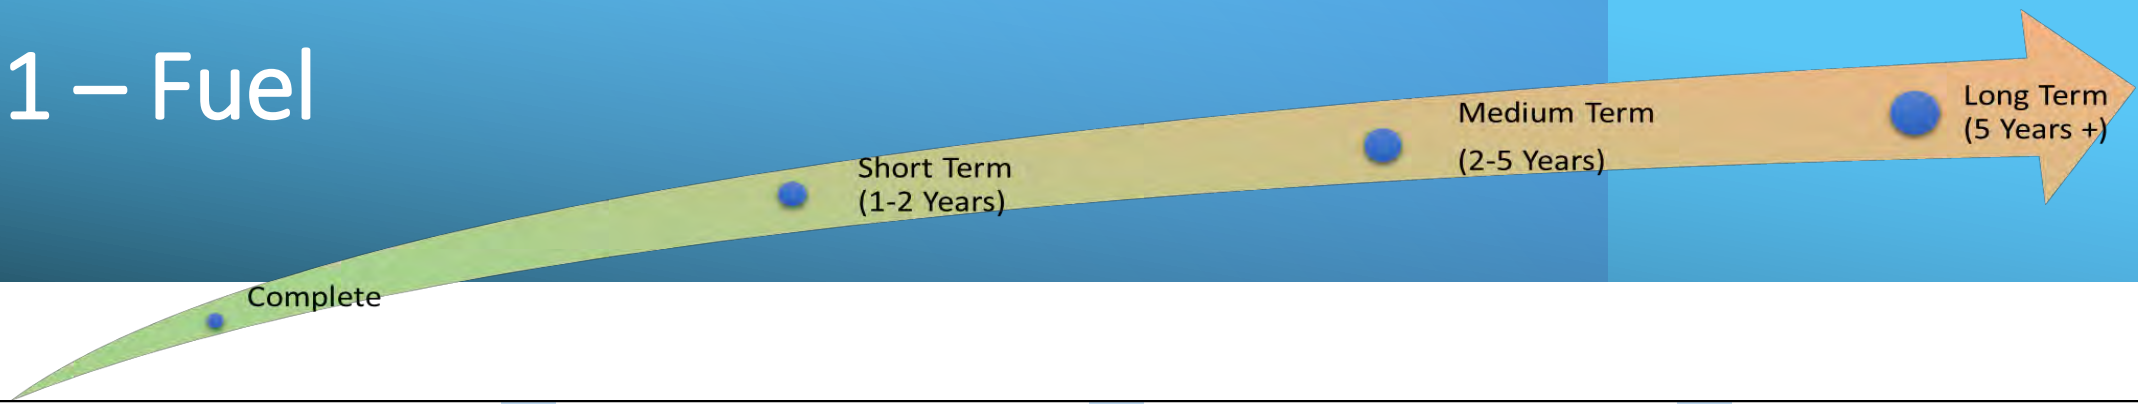 1 – Fuel
Complete
Short Term
(1-2 Years)
Medium Term
(2-5 Years)
Long Term
(5 Years +)